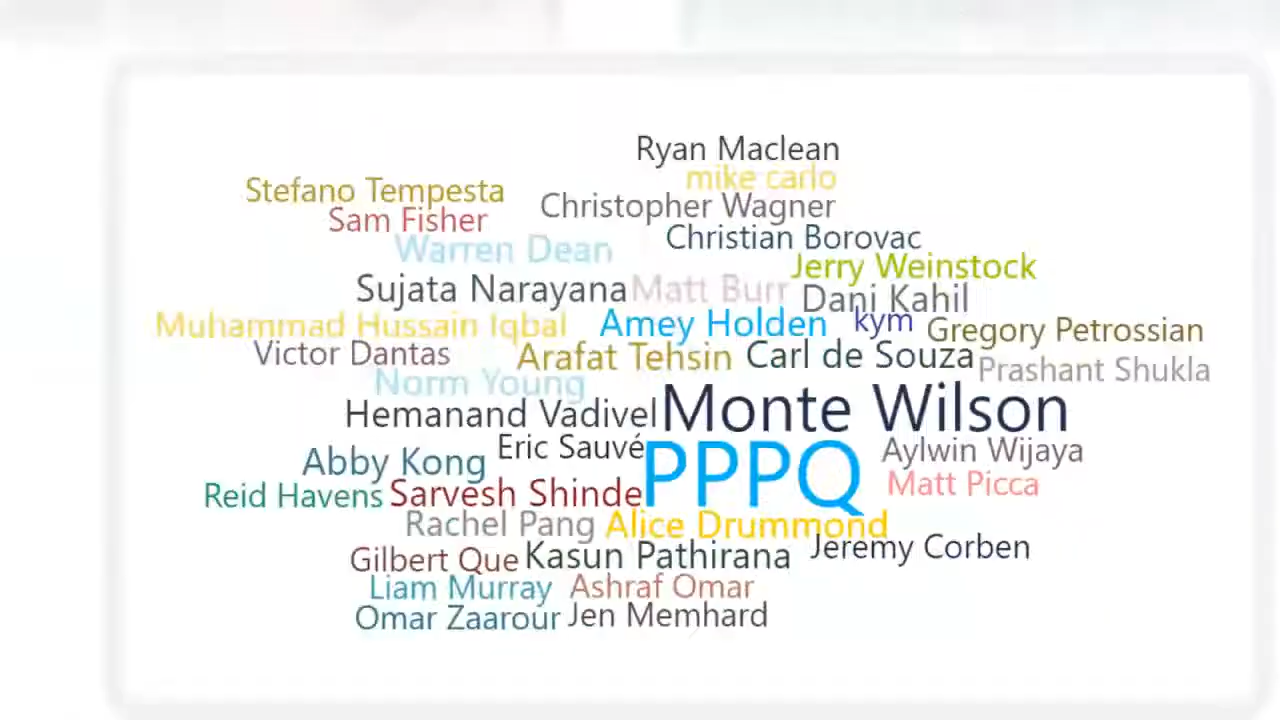 Ryan Maclean
mike carlo
Stefano Tempesta
Christopher Wagner
Sam Fisher
Christian Borovac
Warren Dean
Jerry Weinstock
Sujata Narayana
Matt Burr
Dani Kahil
Muhammad Hussain Iqbal
Amey Holden
kym
Gregory Petrossian
Victor Dantas
Arafat Tehsin
Carl de Souza
Prashant Shukla
Norm Young
Hemanand Vadivel
Monte Wilson
Eric Sauvé
Aylwin Wijaya
Abby Kong
PPPQ
Matt Picca
Reid Havens
Sarvesh Shinde
Rachel Pang
Alice Drummond
Jeremy Corben
Gilbert Que
Kasun Pathirana
Liam Murray
Ashraf Omar
Omar Zaarour
Jen Memhard